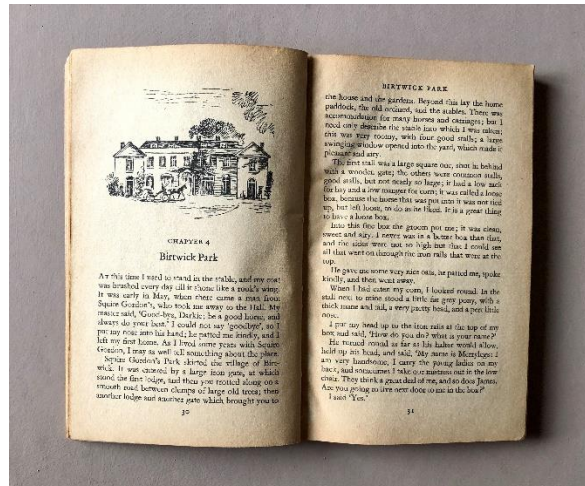 CHAPTER 4
Birtwick Park
AT this time I used to stand in the stable, and my coat
was brushed every day till it shone like a rook's wing.
It was early in May, when there came a man from
Squire Gordon's, who took me away to the Hall. My
master said, 'Good-bye, Darkie; be a good horse, and
always do your best.' I could not say 'good-bye', so I
put my nose into his hand; he patted me kindly, and I
left my first home. As I lived some years with Squire
Gordon, I may as well tell something about the place.
Squire Gordon's Park skirted the village of Birt-
wick. It was entered by a large iron gate, at which
stood the first lodge, and then you trotted along on a
smooth road between clumps of large old trees; then
another lodge and another gate which brought you to
30
BIRTWICK PARK
the house and the gardens. Beyond this lay the home
paddock, the old orchard, and the stables. There was
accommodation for many horses and carriages; but I
need only describe the stable into which I was taken;
this was very roomy, with four good stalls; a large
swinging window opened into the yard, which made it
pleasant and airy.
The first stall was a large square one, shut in behind
with a wooden gate; the others were common stalls,
good stalls, but not nearly so large; it had a low rack
for hay and a low manger for corn; it was called a loose
box, because the horse that was put into it was not tied
up, but left loose, to do as he liked. It is a great thing
to have a loose box.
Into this fine box the groom put me; it was clean,
sweet and airy. I never was in a better box than that,
and the sides were not so high but that I could see
all that went on through the iron rails that were at the
top.
He gave me some very nice oats, he patted me, spoke
kindly, and then went away.
When I had eaten my corn, I looked round. In the
stall next to mine stood a little fat grey pony, with a
thick mane and tail, a very pretty head, and a pert little
nose.
I put my head up to the iron rails at the top of my
box and said, 'How do you do? what is your name?'
He turned round as far as his halter would allow,
held up his head, and said, 'My name is Merrylegs: I
am very handsome, I carry the young ladies on my
back, and sometimes I take our mistress out in the low
chair. They think a great deal of me, and so does James.
Are you going to live next door to me in the box?'
I said 'Yes.'
31